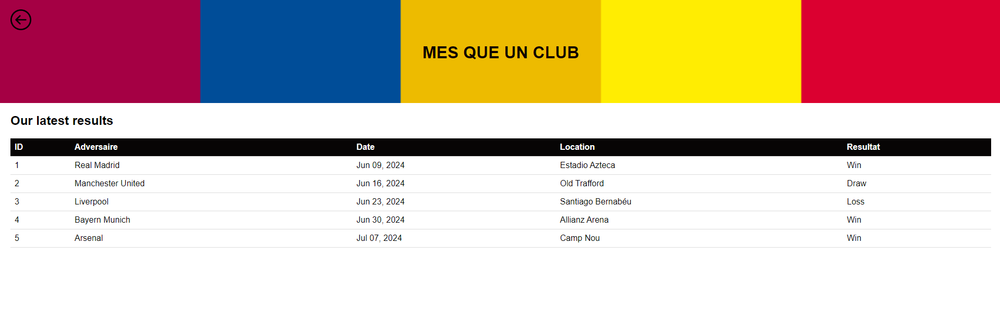 MES QUE UN CLUB
Our latest results
ID Adversaire Date Location Resultat
1 Real Madrid Jun 09, 2024 Estadio Azteca Win
2 Manchester United Jun 16, 2024 Old Trafford Draw
3 Liverpool Jun 23, 2024 Santiago Bernabéu Loss
4 Bayern Munich Jun 30, 2024 Allianz Arena Win
5 Arsenal Jul 07, 2024 Camp Nou Win